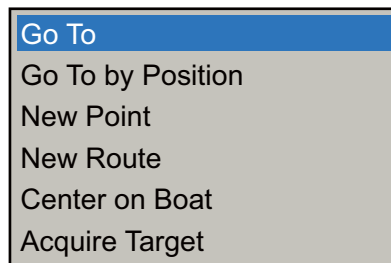 Go To
Go To by Position
New Point
New Route
Center on Boat
Acquire Target